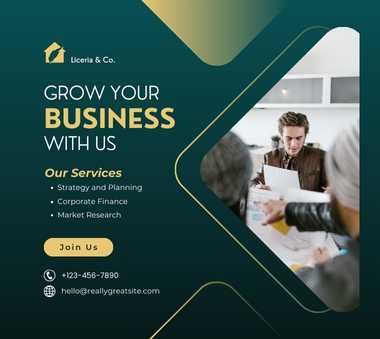 Liceria & Co.
GROW YOUR
BUSINESS
WITH US
Our Services
Strategy and Planning
Corporate Finance
Market Research
Join Us
+123-456-7890
hello@reallygreatsite.com